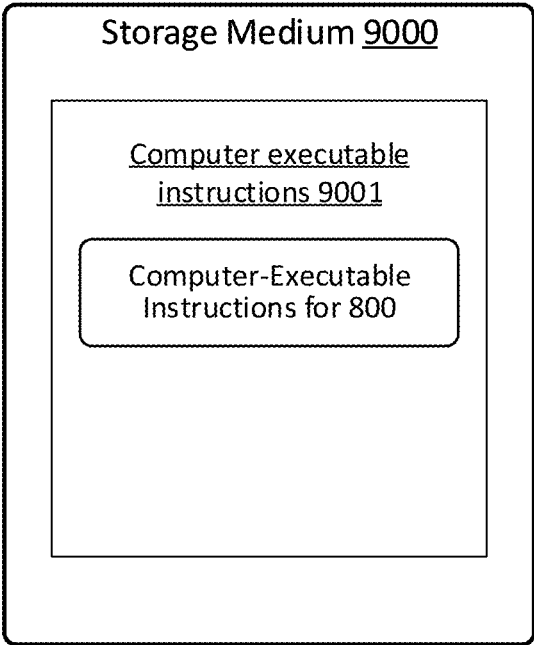 Storage Medium 9000
Computer executable
instructions 9001
Computer-Executable
Instructions for 800